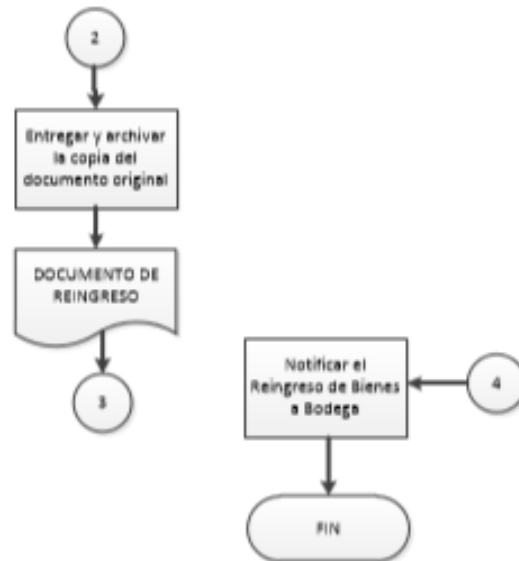 2
Entregar y archivar
la copia del
documento original
DOCUMENTO DE
REINGRESO
3
Notificar el
Reingreso de Bienes
a Bodega
4
FIN